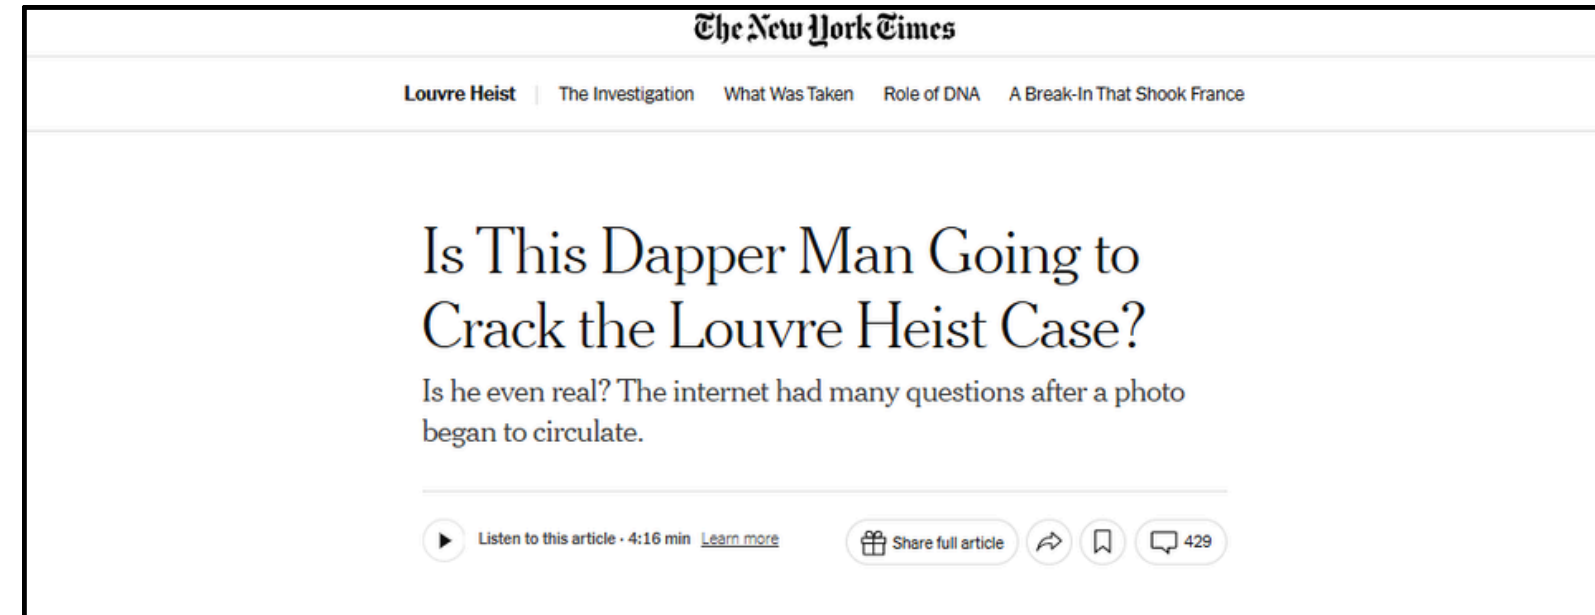 The New York Times
Louvre Heist | The Investigation What Was Taken Role of DNA A Break-In That Shook France
Is This Dapper Man Going to
Crack the Louvre Heist Case?
Is he even real? The internet had many questions after a photo
began to circulate.
Listen to this article · 4:16 min Learn more Share full article 429